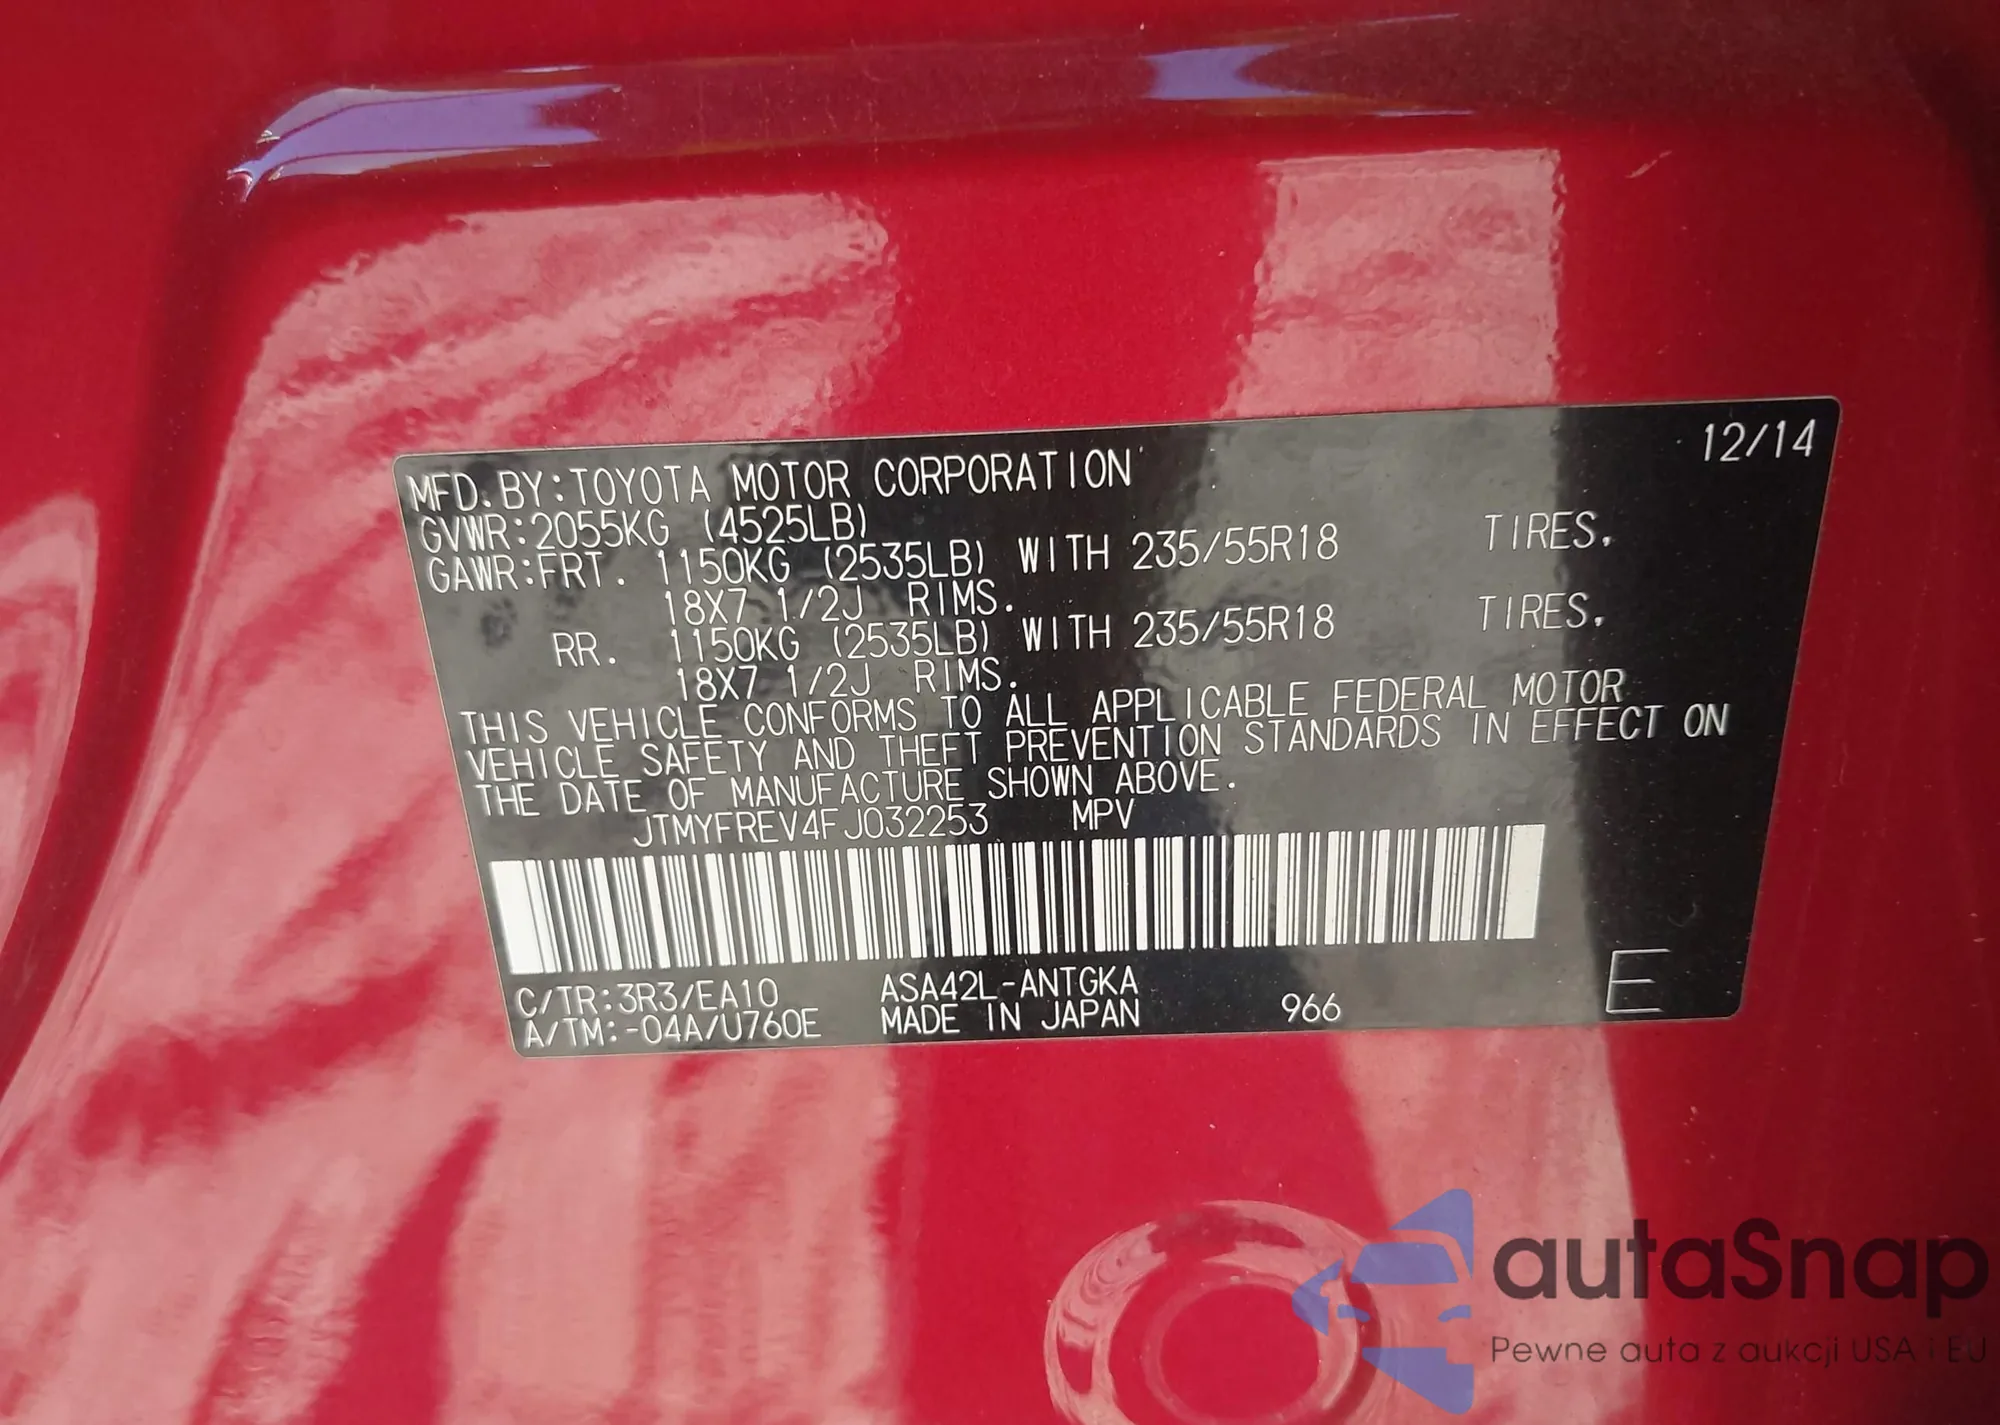 12/14
MFD. BY:TOYOTA MOTOR CORPORATION
GVWR:2055KG (4525LB)
GAWR:FRT. 1150KG (2535LB) WITH 235/55R18 TIRES.
18X7 1/2J RIMS.
RR. 1150KG (2535LB) WITH 235/55R18 TIRES.
18X7 1/2J RIMS.
THIS VEHICLE CONFORMS TO ALL APPLICABLE FEDERAL MOTOR
VEHICLE SAFETY AND THEFT PREVENTION STANDARDS IN EFFECT ON
THE DATE OF MANUFACTURE SHOWN ABOVE.
JTMYFREV4FJ032253 MPV
C/TR:3R3/EA10 ASA42L-ANTGKA
A/TM:-04A/U760E MADE IN JAPAN 966 E
autaSnap
Pewne auta z aukcji USA i EU